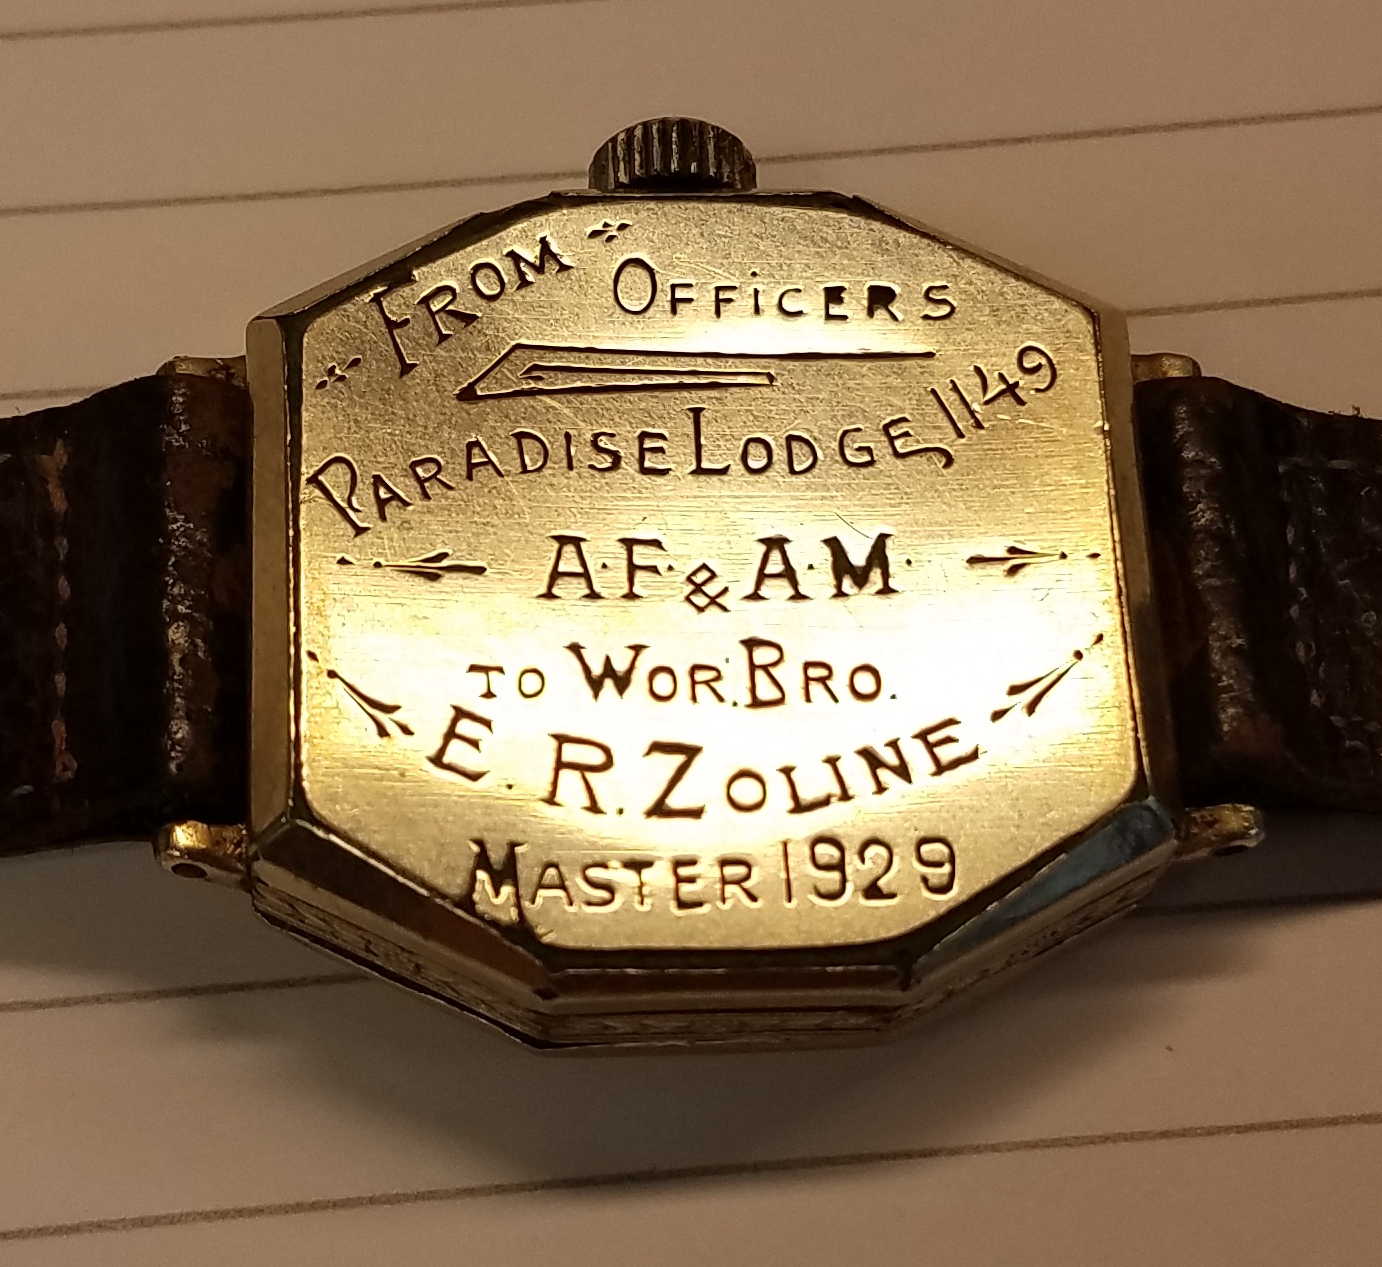 FROM
OFFICERS
PARADISE LODGE, 1149
A.F. & A.M.
TO WOR. BRO.
E. R. ZOLINE
MASTER 1929